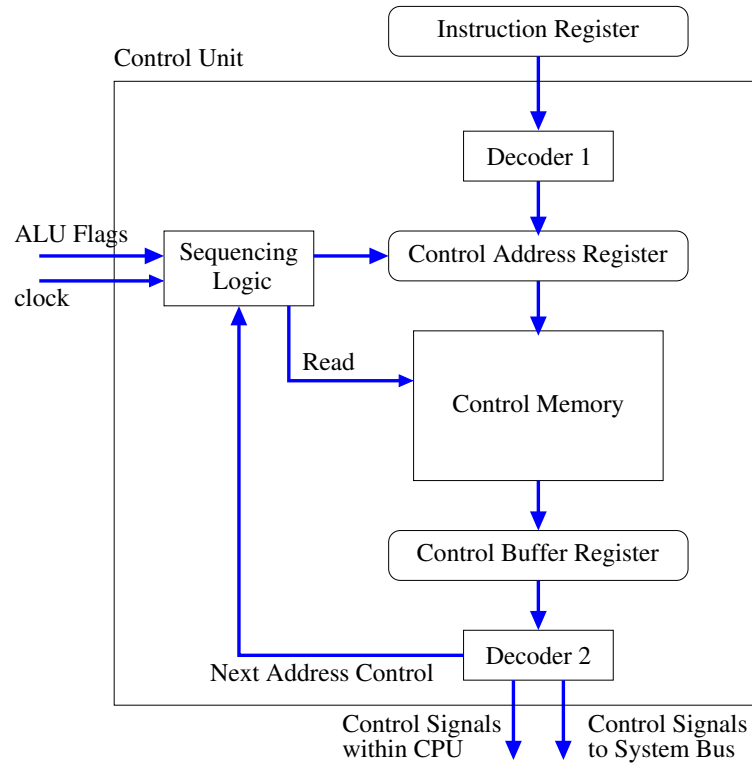 Instruction Register
Control Unit
Decoder 1
ALU Flags
Sequencing
Logic
Control Address Register
clock
Read
Control Memory
Control Buffer Register
Decoder 2
Next Address Control
Control Signals
within CPU
Control Signals
to System Bus